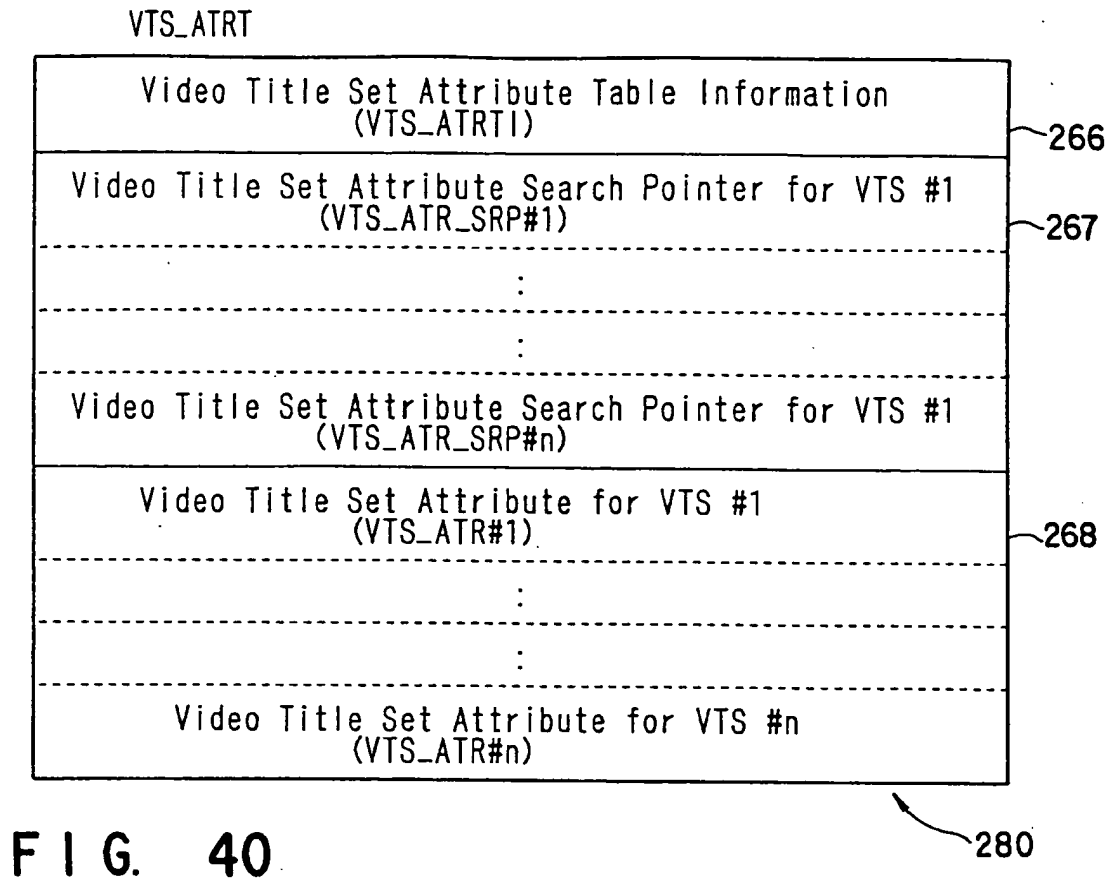 VTS_ATRT
Video Title Set Attribute Table Information
(VTS_ATRTI)
266
Video Title Set Attribute Search Pointer for VTS #1
(VTS_ATR_SRP#1)
267
:
:
Video Title Set Attribute Search Pointer for VTS #1
(VTS_ATR_SRP#n)
Video Title Set Attribute for VTS #1
(VTS_ATR#1)
268
:
:
Video Title Set Attribute for VTS #n
(VTS_ATR#n)
280
FIG. 40